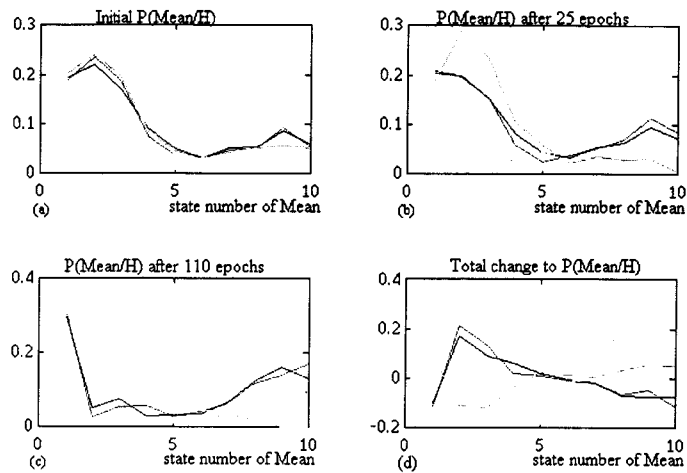 Initial P(Mean/H)
0.3
0.2
0.1
0
0 5 10
(a) state number of Mean
P(Mean/H) after 25 epochs
0.3
0.2
0.1
0
0 5 10
(b) state number of Mean
P(Mean/H) after 110 epochs
0.4
0.2
0
0 5 10
(c) state number of Mean
Total change to P(Mean/H)
0.4
0.2
0
-0.2
0 5 10
(d) state number of Mean